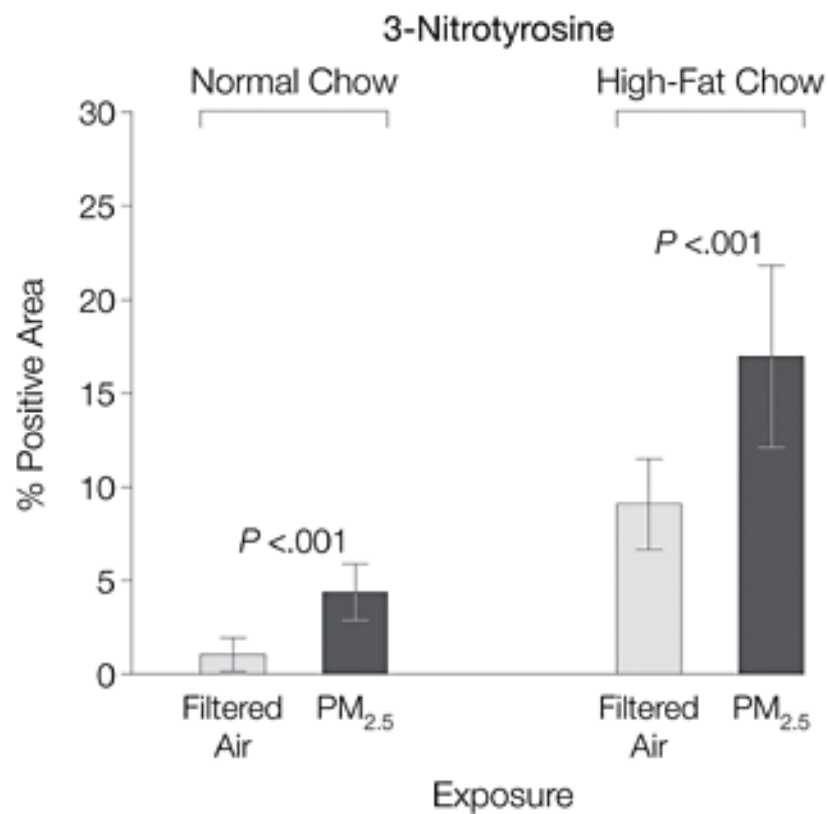 3-Nitrotyrosine
Normal Chow
High-Fat Chow
30
25
20
15
10
5
0
% Positive Area
P <.001
P <.001
Filtered Air
PM2.5
Filtered Air
PM2.5
Exposure